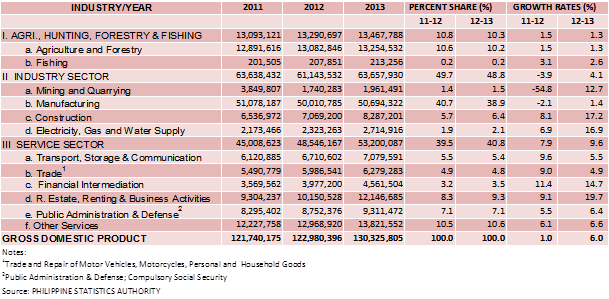 INDUSTRY/YEAR 2011 2012 2013 PERCENT SHARE (%) GROWTH RATES (%)
11-12 12-13 11-12 12-13
I. AGRI., HUNTING, FORESTRY & FISHING 13,093,121 13,290,697 13,467,788 10.8 10.3 1.5 1.3
a. Agriculture and Forestry 12,891,616 13,082,846 13,254,532 10.6 10.2 1.5 1.3
b. Fishing 201,505 207,851 213,256 0.2 0.2 3.1 2.6
II INDUSTRY SECTOR 63,638,432 61,143,532 63,657,930 49.7 48.8 -3.9 4.1
a. Mining and Quarrying 3,849,807 1,740,283 1,961,491 1.4 1.5 -54.8 12.7
b. Manufacturing 51,078,187 50,010,785 50,694,322 40.7 38.9 -2.1 1.4
c. Construction 6,536,972 7,069,200 8,287,201 5.7 6.4 8.1 17.2
d. Electricity, Gas and Water Supply 2,173,466 2,323,263 2,714,916 1.9 2.1 6.9 16.9
III SERVICE SECTOR 45,008,623 48,546,167 53,200,087 39.5 40.8 7.9 9.6
a. Transport, Storage & Communication 6,120,885 6,710,602 7,079,591 5.5 5.4 9.6 5.5
b. Trade¹ 5,490,779 5,986,541 6,279,283 4.9 4.8 9.0 4.9
c. Financial Intermediation 3,569,562 3,977,200 4,561,504 3.2 3.5 11.4 14.7
d. R. Estate, Renting & Business Activities 9,304,237 10,150,528 12,146,685 8.3 9.3 9.1 19.7
e. Public Administration & Defense² 8,295,402 8,752,376 9,311,472 7.1 7.1 5.5 6.4
f. Other Services 12,227,758 12,968,920 13,821,552 10.5 10.6 6.1 6.6
GROSS DOMESTIC PRODUCT 121,740,175 122,980,396 130,325,805 100.0 100.0 1.0 6.0
Notes:
¹Trade and Repair of Motor Vehicles, Motorcycles, Personal and Household Goods
²Public Administration & Defense; Compulsory Social Security
Source: PHILIPPINE STATISTICS AUTHORITY